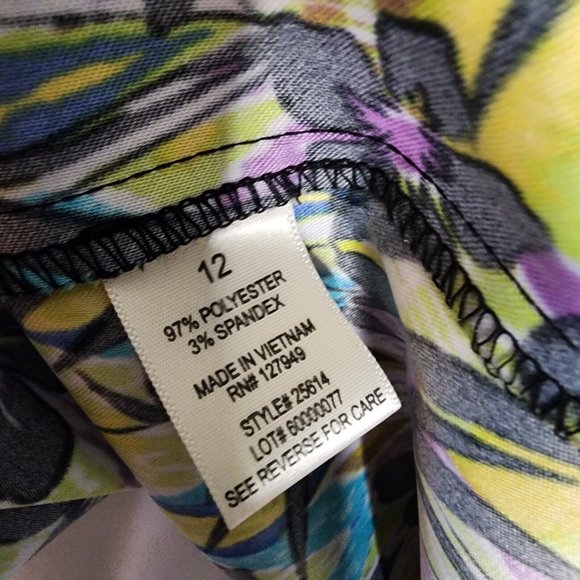 12
97% POLYESTER
3% SPANDEX
MADE IN VIETNAM
RN# 127949
STYLE# 25614
LOT# 60000077
SEE REVERSE FOR CARE